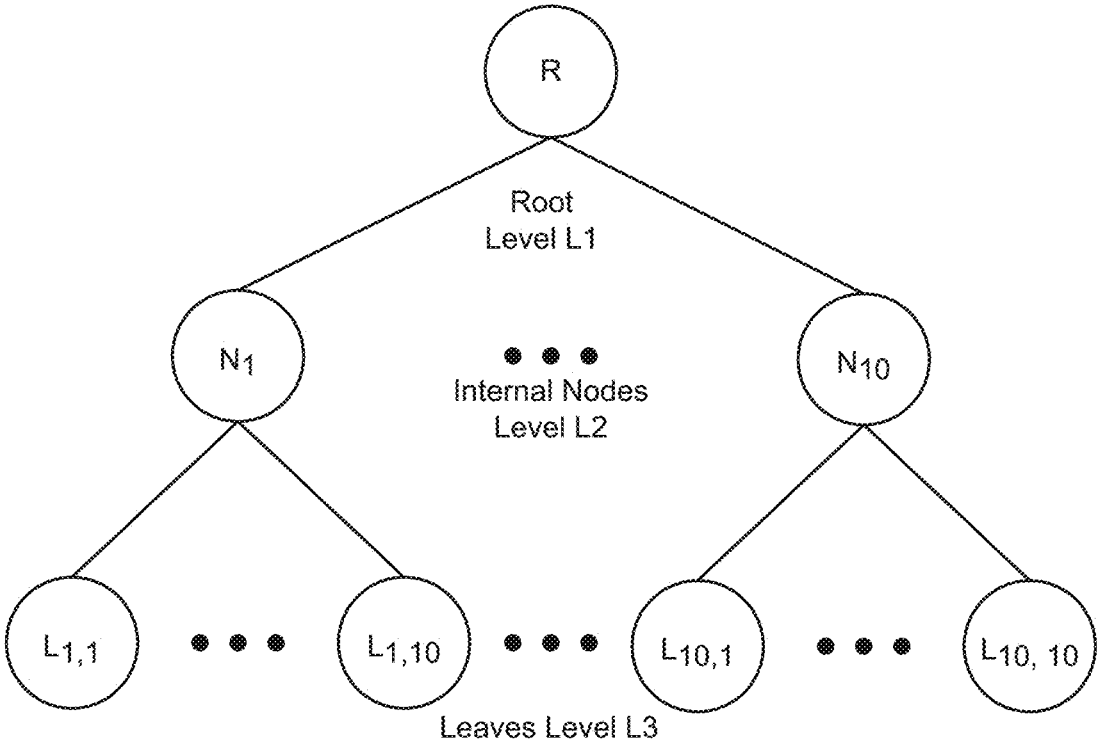 R
Root
Level L1
N1
N10
Internal Nodes
Level L2
L1,1
L1,10
L10,1
L10, 10
Leaves Level L3